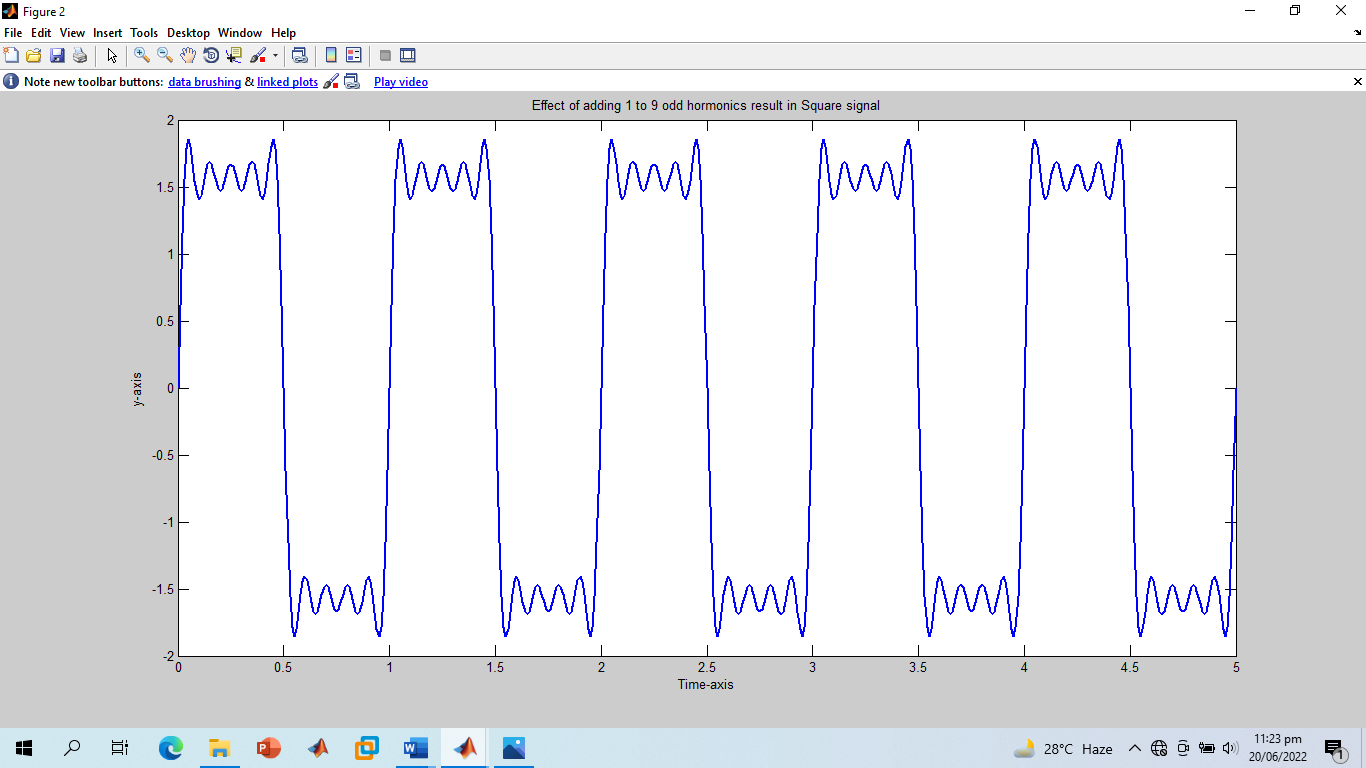 Figure 2
File Edit View Insert Tools Desktop Window Help
Note new toolbar buttons: data brushing & linked plots Play video
Effect of adding 1 to 9 odd hormonics result in Square signal
2
1.5
1
0.5
0
-0.5
-1
-1.5
-2
y-axis
0 0.5 1 1.5 2 2.5 3 3.5 4 4.5 5
Time-axis
28°C Haze
11:23 pm
20/06/2022
1